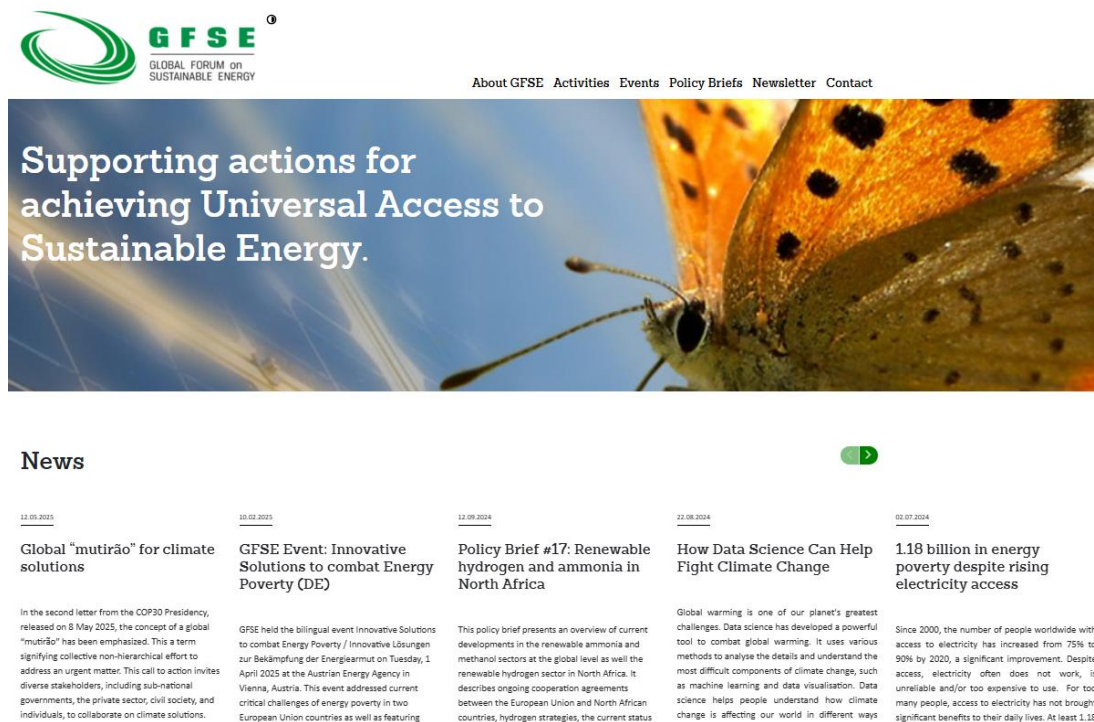 GFSE
GLOBAL FORUM on
SUSTAINABLE ENERGY
About GFSE Activities Events Policy Briefs Newsletter Contact
Supporting actions for
achieving Universal Access to
Sustainable Energy.
News
12.05.2025
Global “mutirão” for climate
solutions
In the second letter from the COP30 Presidency,
released on 8 May 2025, the concept of a global
“mutirão” has been emphasized. This a term
signifying collective non-hierarchical effort to
address an urgent matter. This call to action invites
diverse stakeholders, including sub-national
governments, the private sector, civil society, and
individuals, to collaborate on climate solutions.
10.02.2025
GFSE Event: Innovative
Solutions to combat Energy
Poverty (DE)
GFSE held the bilingual event Innovative Solutions
to combat Energy Poverty / Innovative Lösungen
zur Bekämpfung der Energiearmut on Tuesday, 1
April 2025 at the Austrian Energy Agency in
Vienna, Austria. This event addressed current
critical challenges of energy poverty in two
European Union countries as well as featuring
12.09.2024
Policy Brief #17: Renewable
hydrogen and ammonia in
North Africa
This policy brief presents an overview of current
developments in the renewable ammonia and
methanol sectors at the global level as well the
renewable hydrogen sector in North Africa. It
describes ongoing cooperation agreements
between the European Union and North African
countries, hydrogen strategies, the current status
22.08.2024
How Data Science Can Help
Fight Climate Change
Global warming is one of our planet's greatest
challenges. Data science has developed a powerful
tool to combat global warming. It uses various
methods to analyse the details and understand the
most difficult components of climate change, such
as machine learning and data visualisation. Data
science helps people understand how climate
change is affecting our world in different ways
02.07.2024
1.18 billion in energy
poverty despite rising
electricity access
Since 2000, the number of people worldwide with
access to electricity has increased from 75% to
90% by 2020, a significant improvement. Despite
access, electricity often does not work, is
unreliable and/or too expensive to use. For too
many people, access to electricity has not brought
significant benefits to their daily lives. At least 1.18